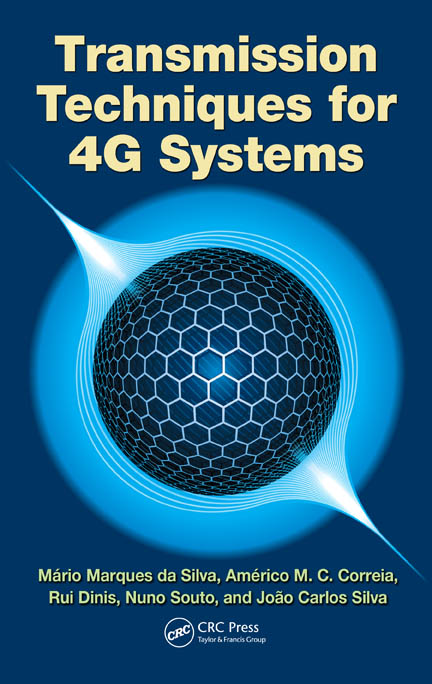 Transmission
Techniques for
4G Systems
Mário Marques da Silva, Américo M. C. Correia,
Rui Dinis, Nuno Souto, and João Carlos Silva
CRC
CRC Press
Taylor & Francis Group